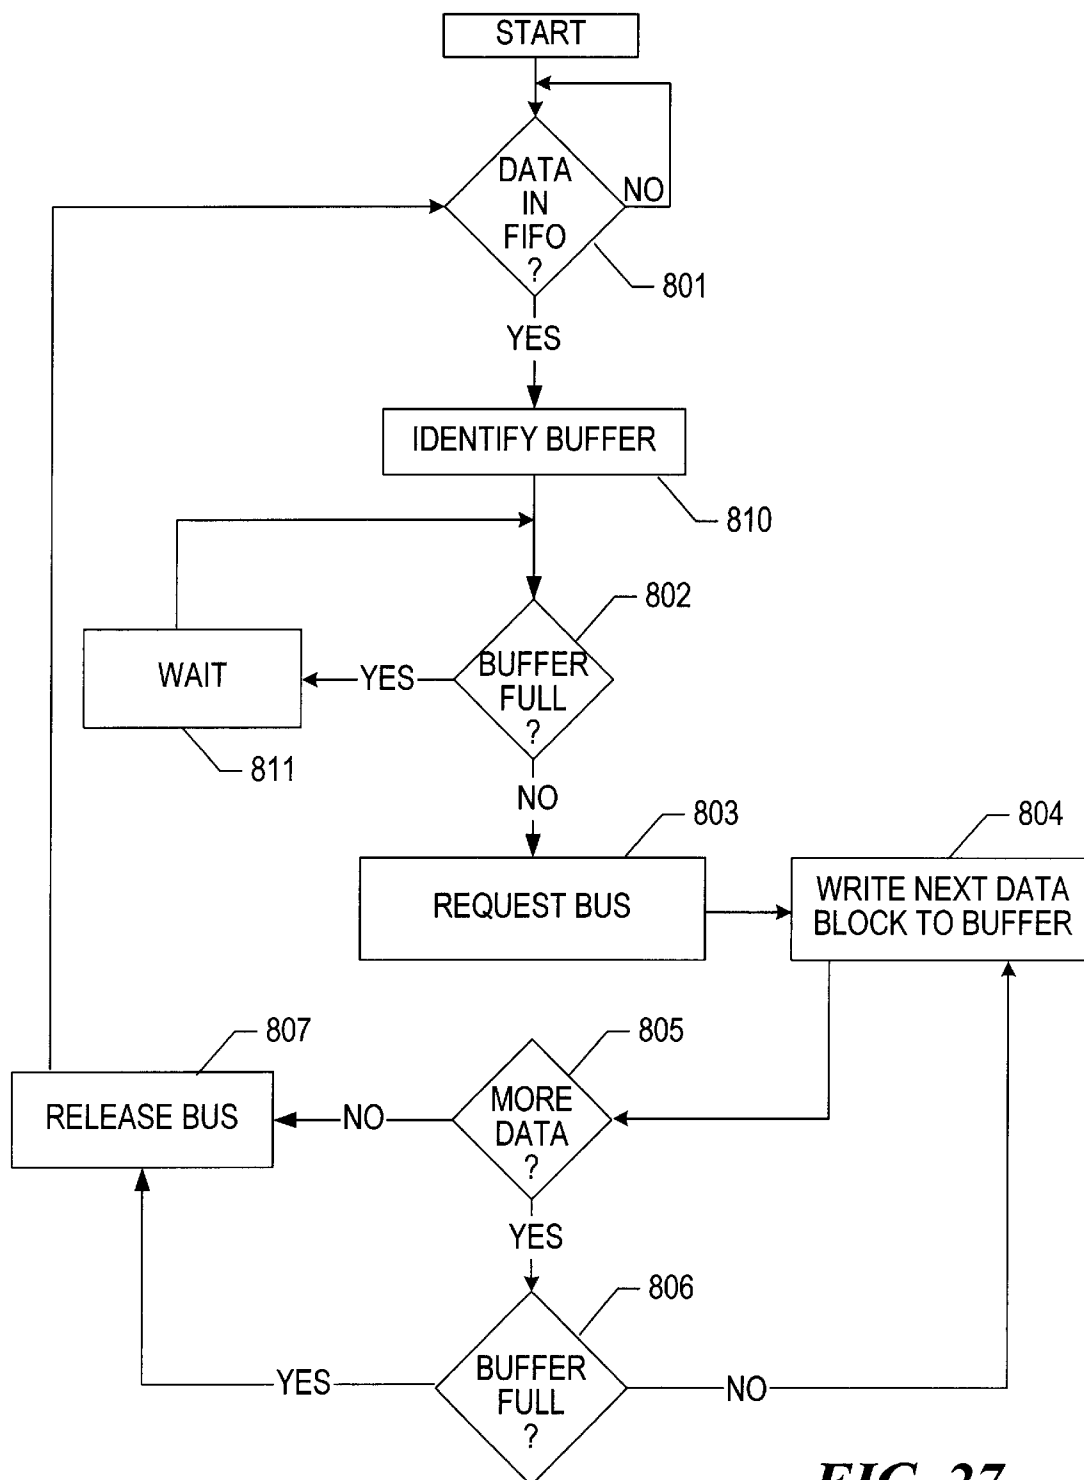 START
DATA
IN
FIFO
?
NO
801
YES
IDENTIFY BUFFER
810
802
BUFFER
FULL
?
YES
WAIT
811
NO
803
804
REQUEST BUS
WRITE NEXT DATA
BLOCK TO BUFFER
807
805
RELEASE BUS
NO
MORE
DATA
?
YES
806
BUFFER
FULL
?
YES
NO
FIG. 27